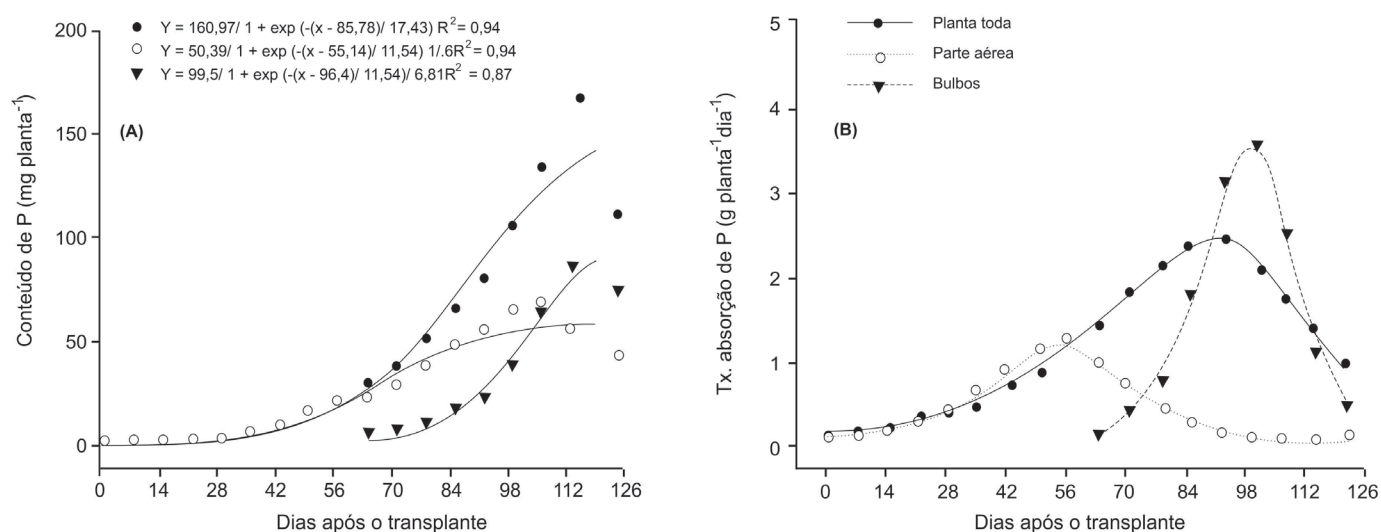 Y = 160,97/ 1 + exp (-(x - 85,78)/ 17,43) R²= 0,94
Y = 50,39/ 1 + exp (-(x - 55,14)/ 11,54) 1/.6R²= 0,94
Y = 99,5/ 1 + exp (-(x - 96,4)/ 11,54)/ 6,81R² = 0,87
(A)
Conteúdo de P (mg planta⁻¹)
200
150
100
50
0
0 14 28 42 56 70 84 98 112 126
Dias após o transplante
Planta toda
Parte aérea
Bulbos
(B)
Tx. absorção de P (g planta⁻¹dia⁻¹)
5
4
3
2
1
0
0 14 28 42 56 70 84 98 112 126
Dias após o transplante